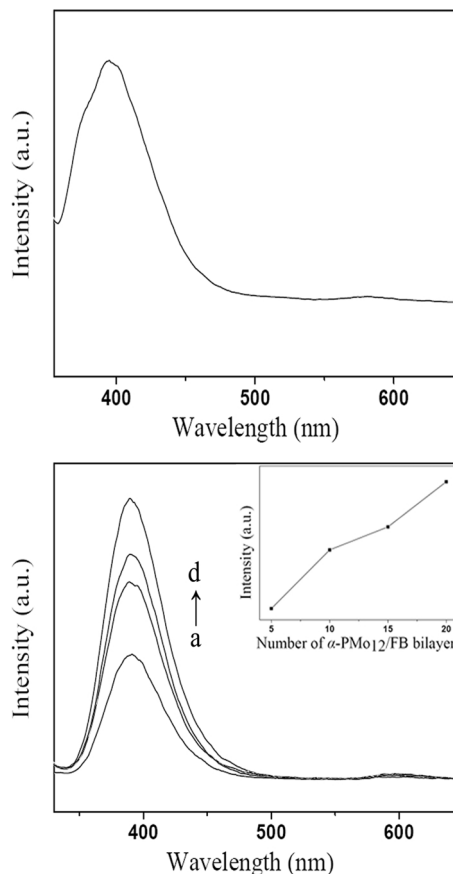 Intensity (a.u.)
400 500 600
Wavelength (nm)
Intensity (a.u.)
d
a
Intensity (a.u.)
5 10 15 20
Number of α-PMo12/FB bilayer
400 500 600
Wavelength (nm)